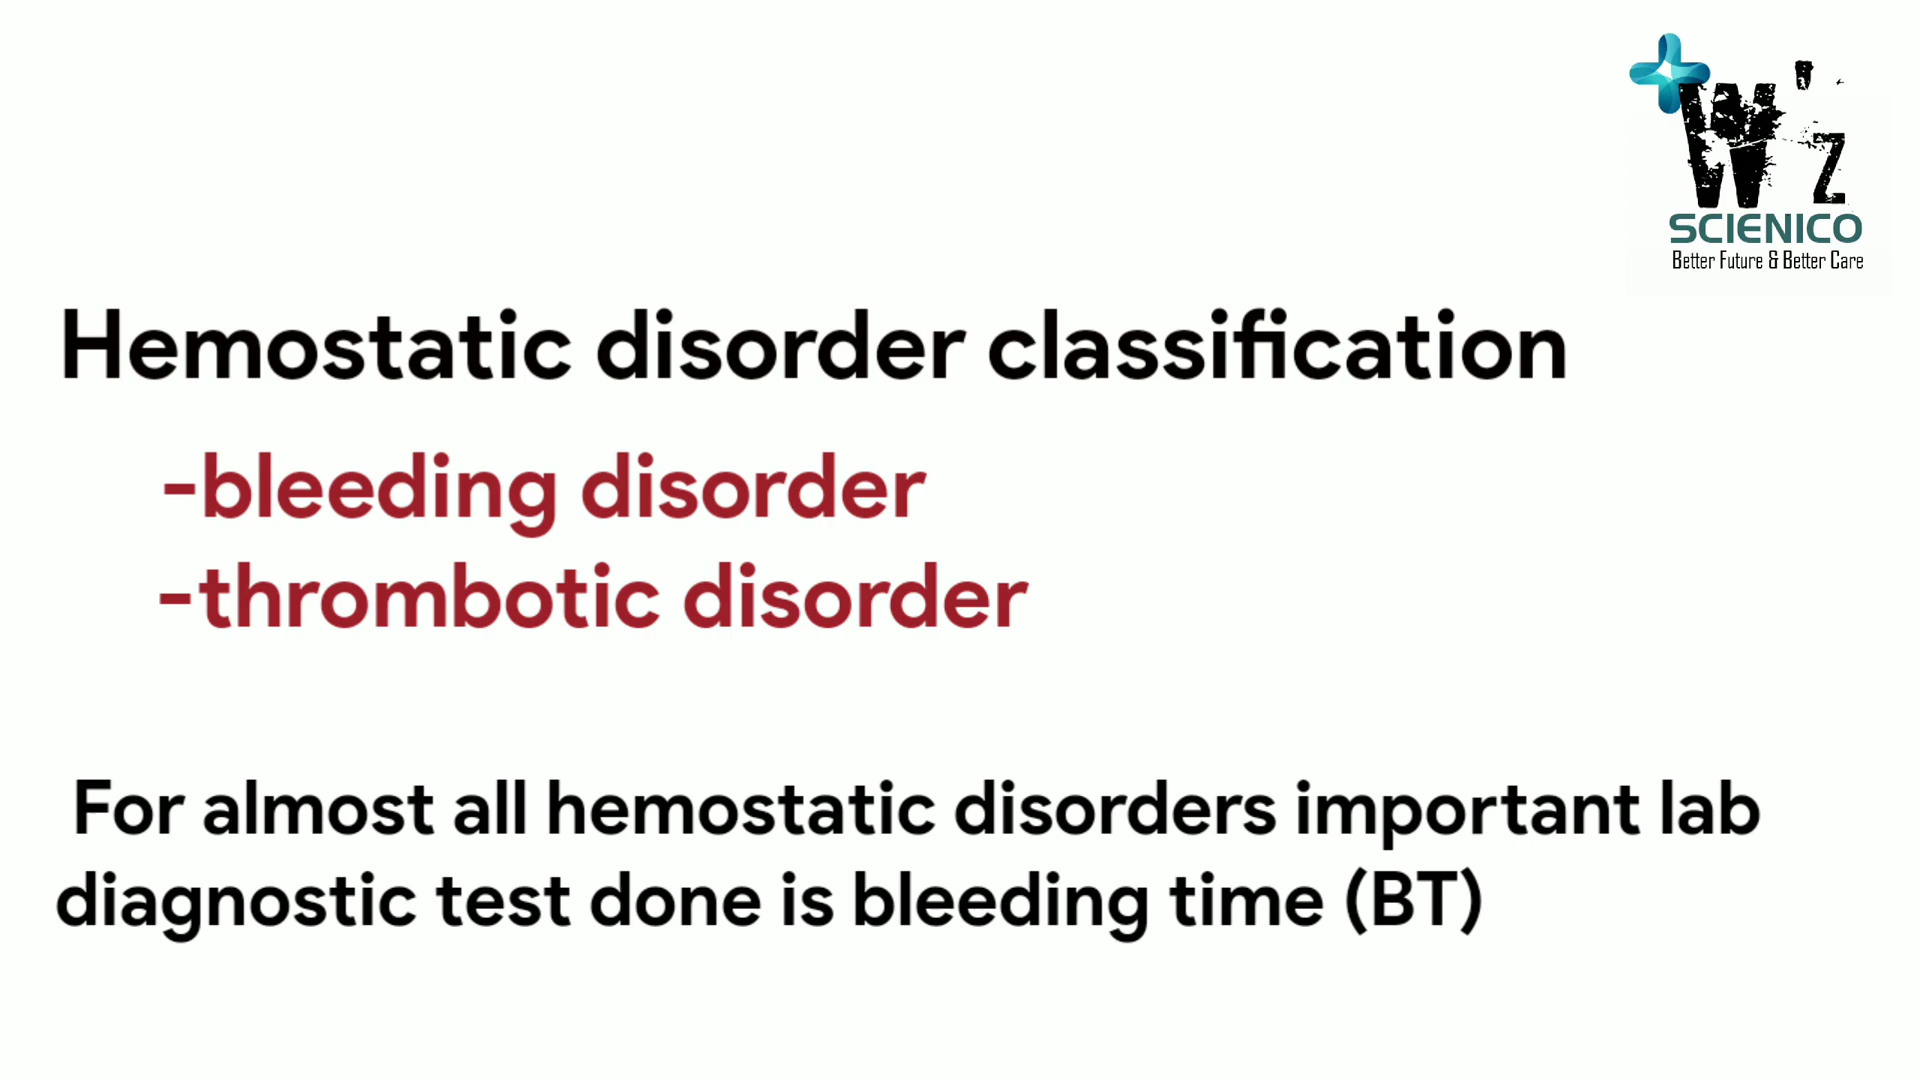 W'z
SCIENICO
Better Future & Better Care
Hemostatic disorder classification
-bleeding disorder
-thrombotic disorder
For almost all hemostatic disorders important lab
diagnostic test done is bleeding time (BT)